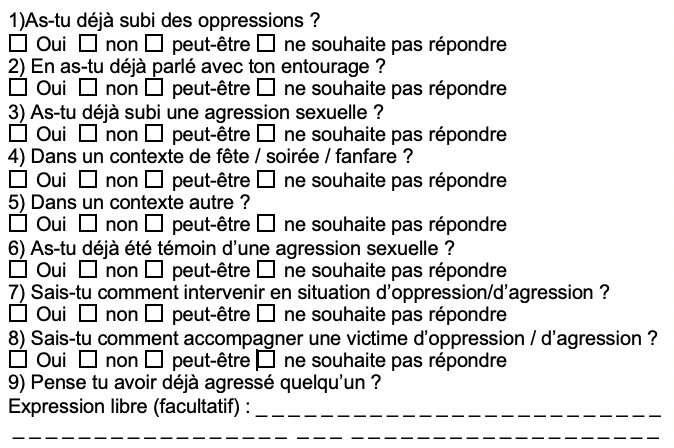 1)As-tu déjà subi des oppressions ?
☐ Oui ☐ non ☐ peut-être ☐ ne souhaite pas répondre
2) En as-tu déjà parlé avec ton entourage ?
☐ Oui ☐ non ☐ peut-être ☐ ne souhaite pas répondre
3) As-tu déjà subi une agression sexuelle ?
☐ Oui ☐ non ☐ peut-être ☐ ne souhaite pas répondre
4) Dans un contexte de fête / soirée / fanfare ?
☐ Oui ☐ non ☐ peut-être ☐ ne souhaite pas répondre
5) Dans un contexte autre ?
☐ Oui ☐ non ☐ peut-être ☐ ne souhaite pas répondre
6) As-tu déjà été témoin d’une agression sexuelle ?
☐ Oui ☐ non ☐ peut-être ☐ ne souhaite pas répondre
7) Sais-tu comment intervenir en situation d’oppression/d’agression ?
☐ Oui ☐ non ☐ peut-être ☐ ne souhaite pas répondre
8) Sais-tu comment accompagner une victime d’oppression / d’agression ?
☐ Oui ☐ non ☐ peut-être ☐ ne souhaite pas répondre
9) Pense tu avoir déjà agressé quelqu’un ?
Expression libre (facultatif) : _ _ _ _ _ _ _ _ _ _ _ _ _ _ _ _ _ _ _ _ _ _ _ _ _
_ _ _ _ _ _ _ _ _ _ _ _ _ _ _ _ _ _ _ _ _ _ _ _ _ _ _ _ _ _ _ _ _ _ _ _ _ _